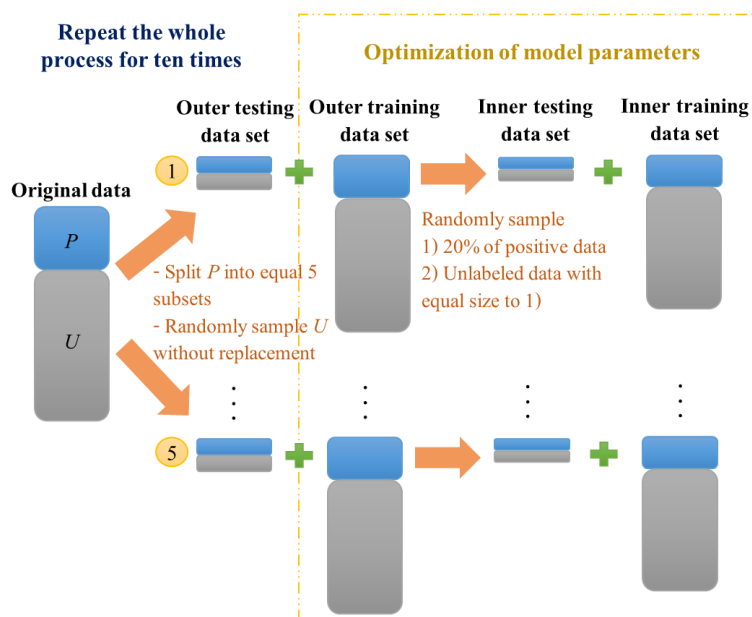 Repeat the whole
process for ten times
Optimization of model parameters
Outer testing
data set
Outer training
data set
Inner testing
data set
Inner training
data set
1
Original data
P
U
- Split P into equal 5
subsets
- Randomly sample U
without replacement
Randomly sample
1) 20% of positive data
2) Unlabeled data with
equal size to 1)
5